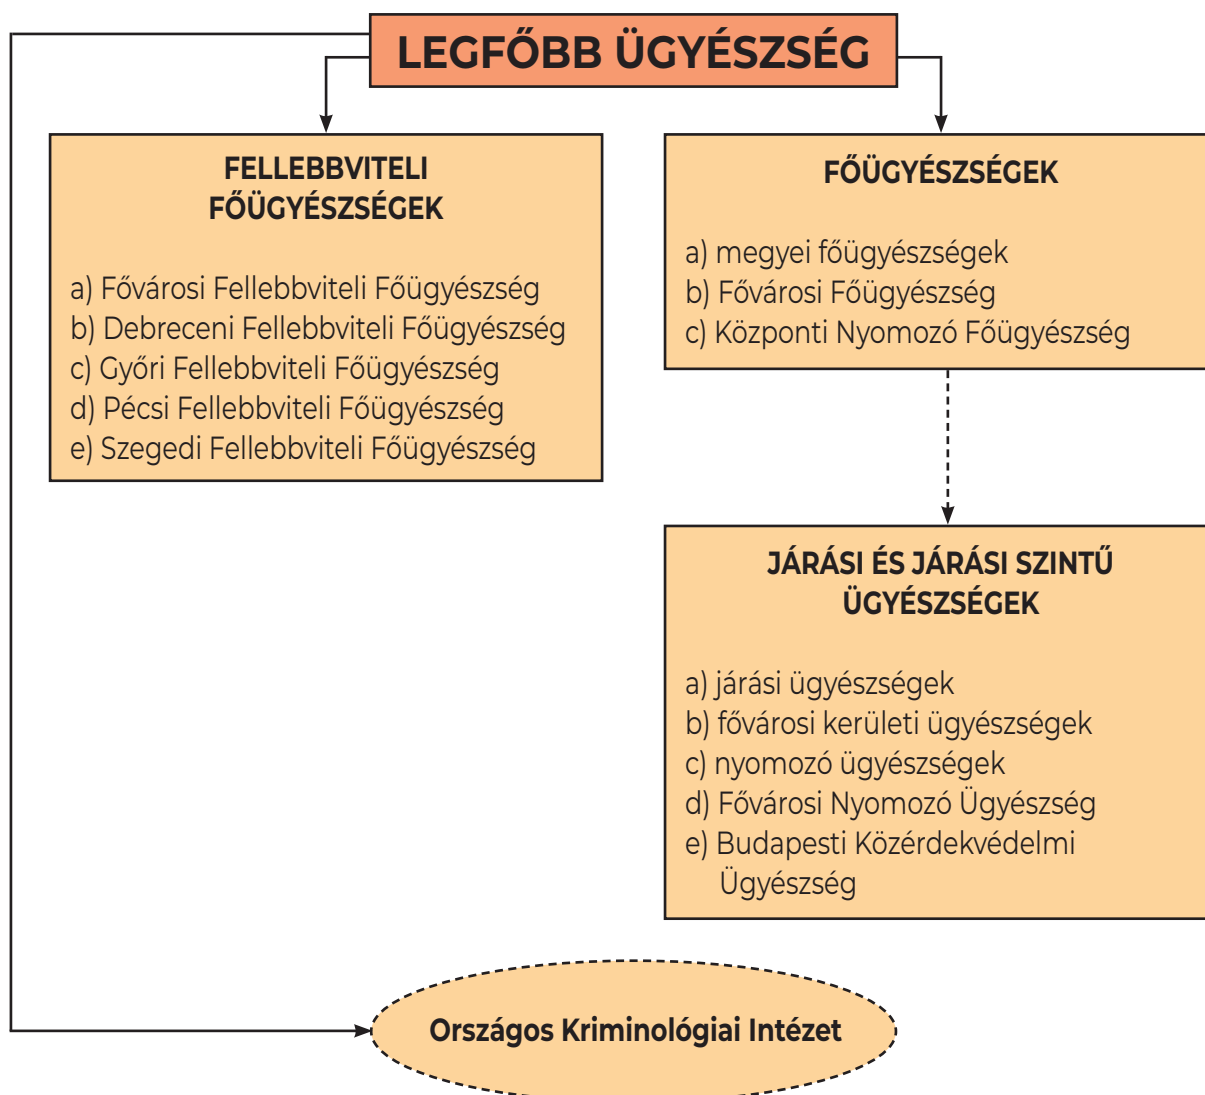 LEGFŐBB ÜGYÉSZSÉG
FELLEBBVITELI
FŐÜGYÉSZSÉGEK
a) Fővárosi Fellebbviteli Főügyészség
b) Debreceni Fellebbviteli Főügyészség
c) Győri Fellebbviteli Főügyészség
d) Pécsi Fellebbviteli Főügyészség
e) Szegedi Fellebbviteli Főügyészség
FŐÜGYÉSZSÉGEK
a) megyei főügyészségek
b) Fővárosi Főügyészség
c) Központi Nyomozó Főügyészség
JÁRÁSI ÉS JÁRÁSI SZINTŰ
ÜGYÉSZSÉGEK
a) járási ügyészségek
b) fővárosi kerületi ügyészségek
c) nyomozó ügyészségek
d) Fővárosi Nyomozó Ügyészség
e) Budapesti Közérdekvédelmi
Ügyészség
Országos Kriminológiai Intézet